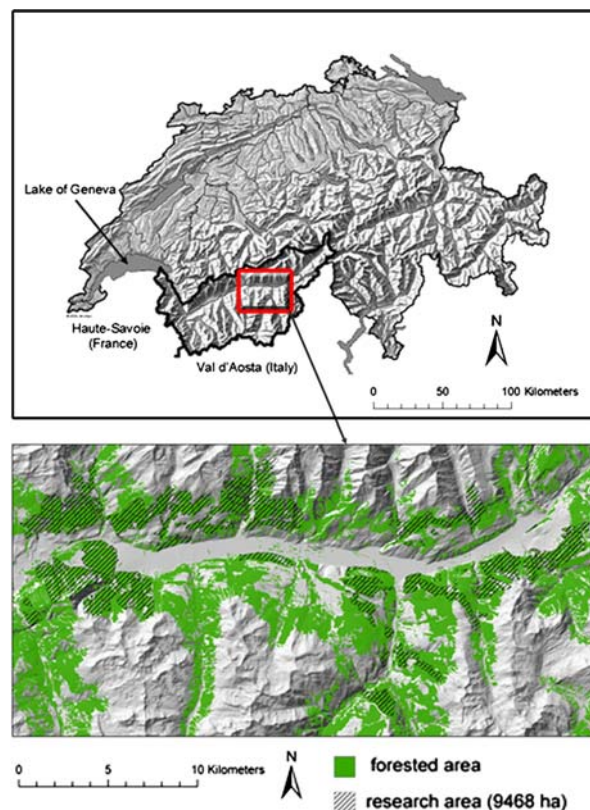 Lake of Geneva
Haute-Savoie
(France)
Val d'Aosta (Italy)
N
0 50 100 Kilometers
0 5 10 Kilometers
N
forested area
research area (9468 ha)